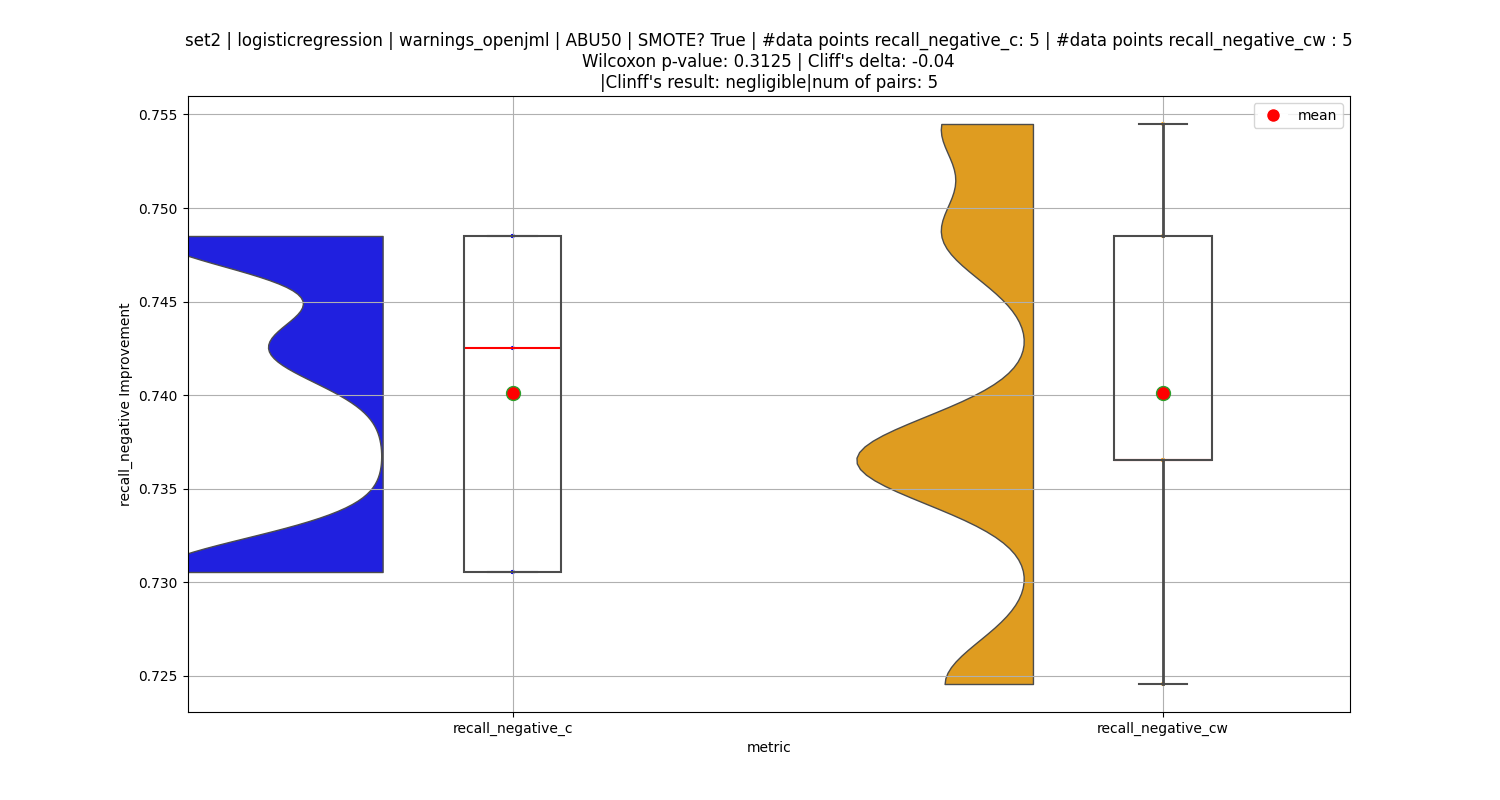 set2 | logisticregression | warnings_openjml | ABU50 | SMOTE? True | #data points recall_negative_c: 5 | #data points recall_negative_cw : 5
Wilcoxon p-value: 0.3125 | Cliff's delta: -0.04
|Clinff's result: negligible|num of pairs: 5
mean
0.755
0.750
0.745
0.740
0.735
0.730
0.725
recall_negative Improvement
recall_negative_c
recall_negative_cw
metric